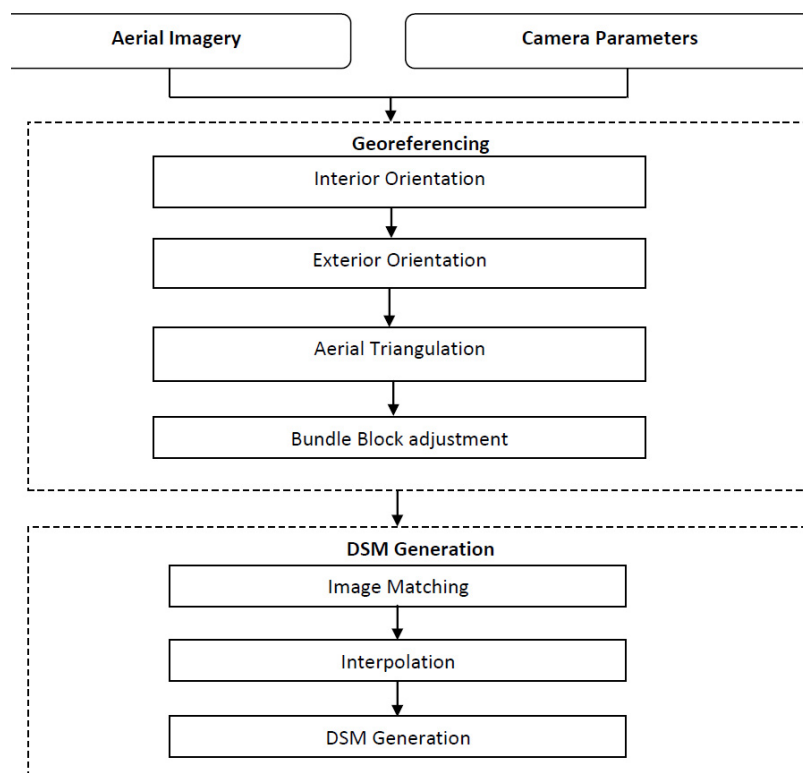 Aerial Imagery
Camera Parameters
Georeferencing
Interior Orientation
Exterior Orientation
Aerial Triangulation
Bundle Block adjustment
DSM Generation
Image Matching
Interpolation
DSM Generation